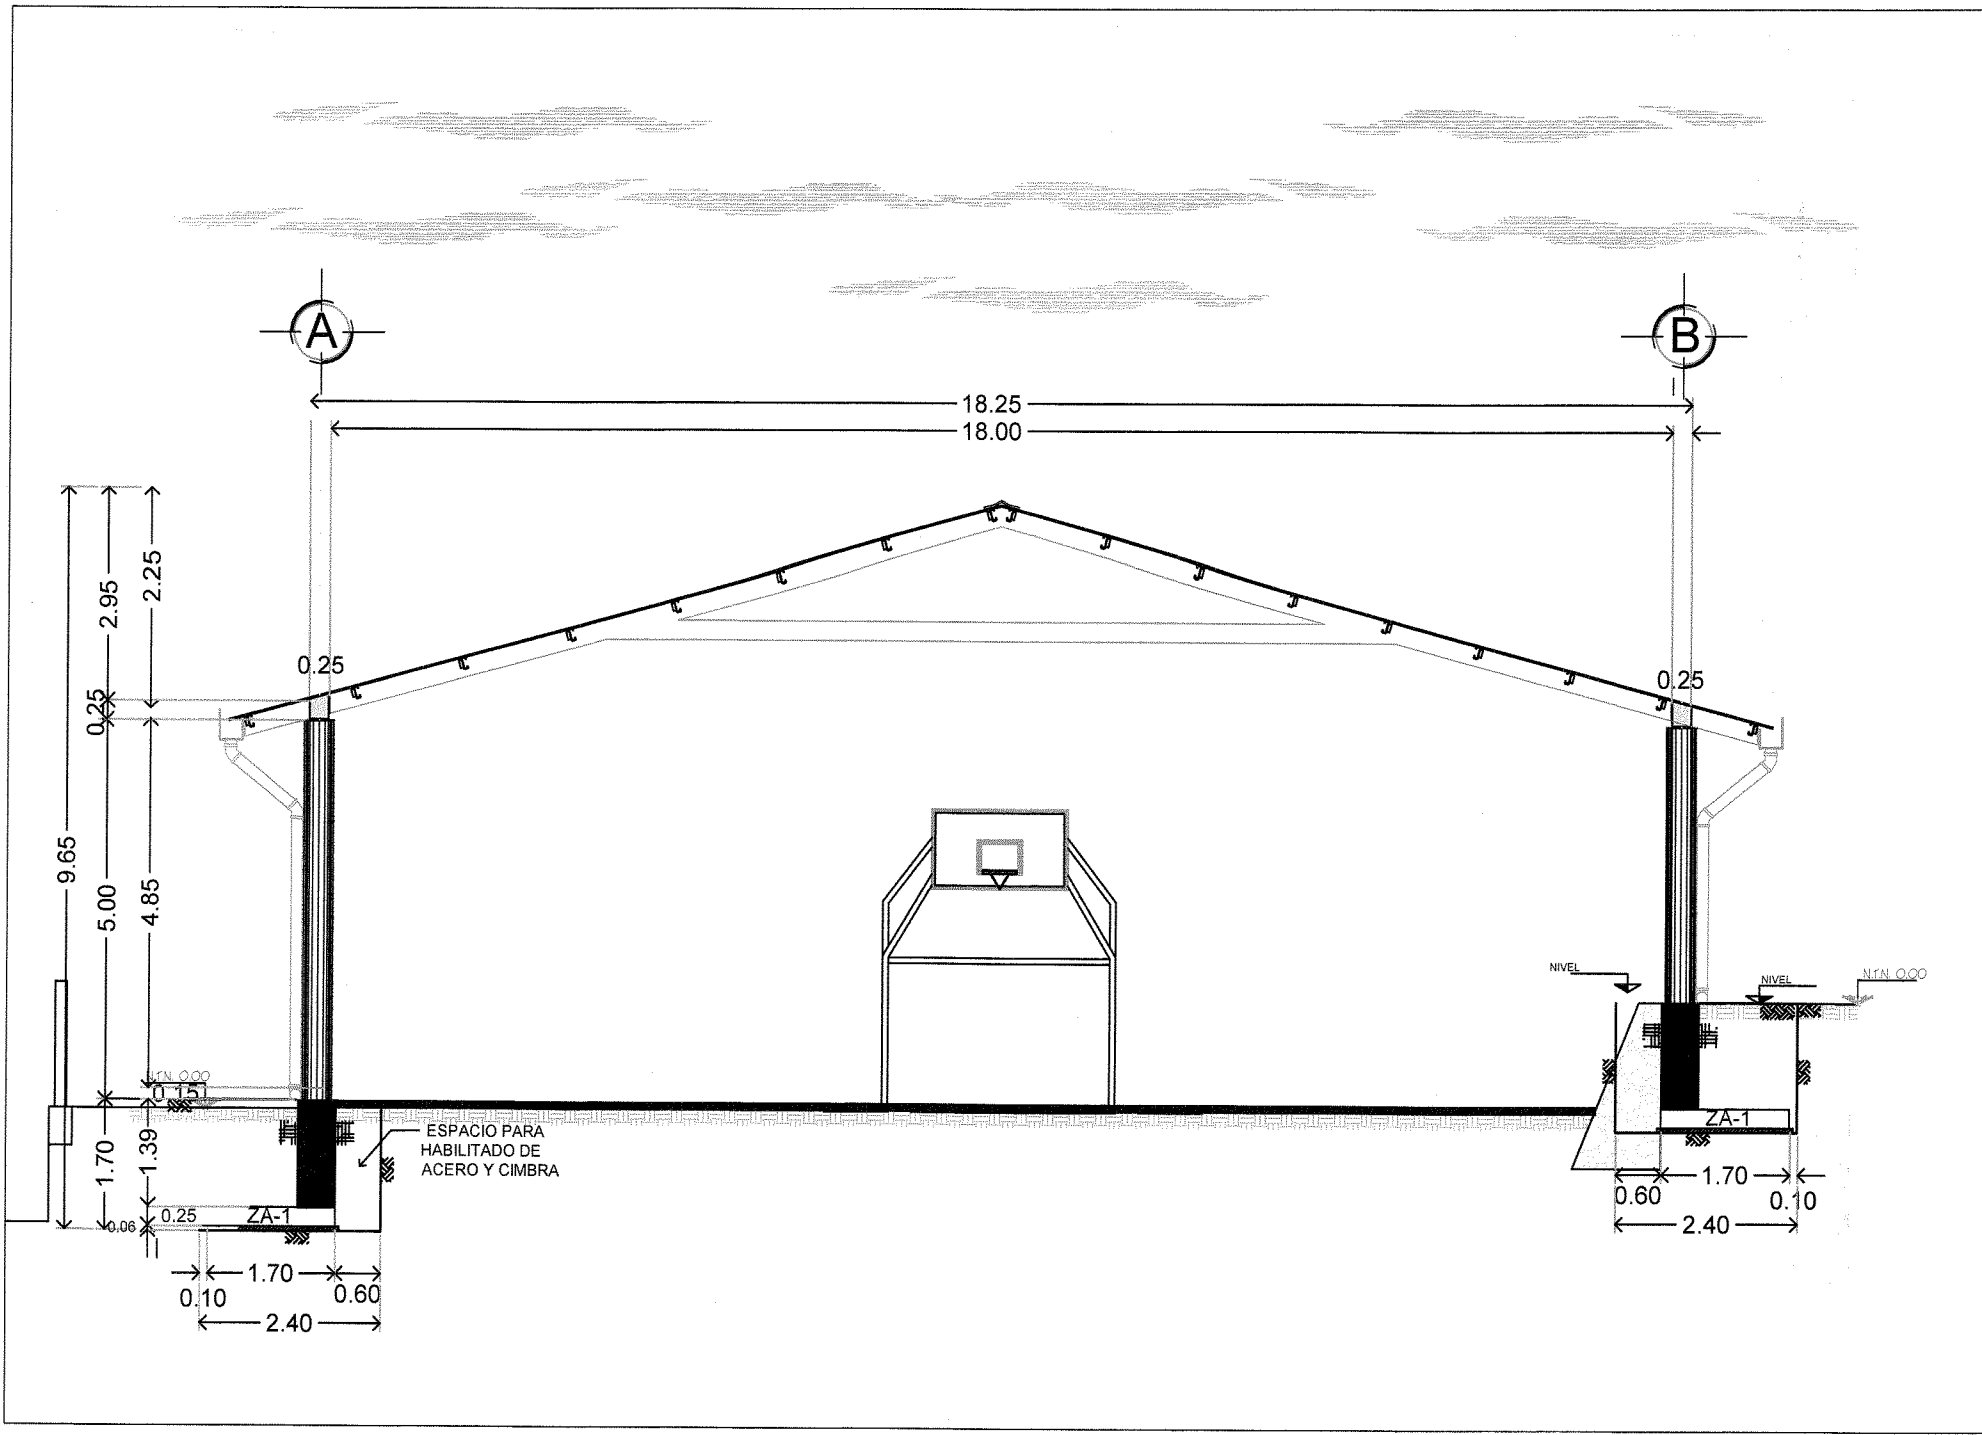 A
B
18.25
18.00
2.25
2.95
0.25
0.25
0.25
9.65
5.00
4.85
NIVEL
NIVEL
N.T.N. 0.00
N.T.N. 0.00
0.15
1.70
1.39
ESPACIO PARA
HABILITADO DE
ACERO Y CIMBRA
ZA-1
0.25
ZA-1
0.06
1.70
0.60
0.10
2.40
1.70
0.10
0.60
2.40